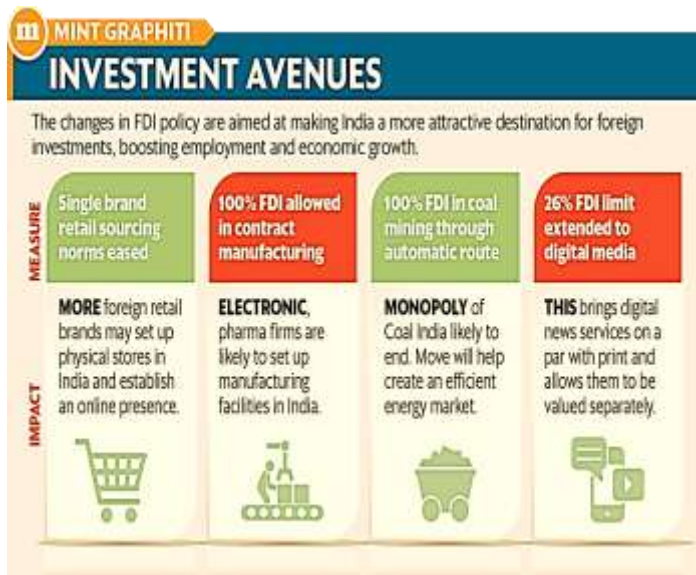 m MINT GRAPHITI
INVESTMENT AVENUES
The changes in FDI policy are aimed at making India a more attractive destination for foreign
investments, boosting employment and economic growth.
MEASURE
Single brand
retail sourcing
norms eased
100% FDI allowed
in contract
manufacturing
100% FDI in coal
mining through
automatic route
26% FDI limit
extended to
digital media
IMPACT
MORE foreign retail
brands may set up
physical stores in
India and establish
an online presence.
ELECTRONIC,
pharma firms are
likely to set up
manufacturing
facilities in India.
MONOPOLY of
Coal India likely to
end. Move will help
create an efficient
energy market.
THIS brings digital
news services on a
par with print and
allows them to be
valued separately.